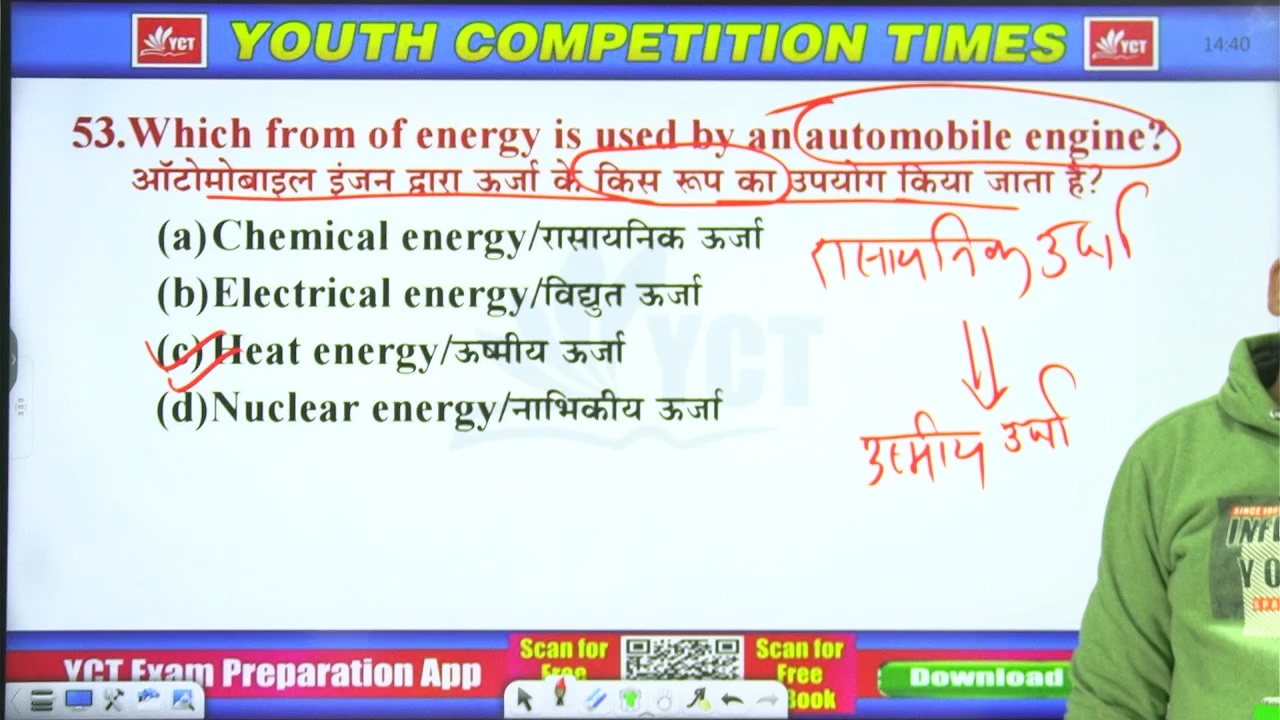 YCT YOUTH COMPETITION TIMES YCT 14:40
53.Which from of energy is used by an automobile engine?
ऑटोमोबाइल इंजन द्वारा ऊर्जा के किस रूप का उपयोग किया जाता है?
(a)Chemical energy/रासायनिक ऊर्जा
(b)Electrical energy/विद्युत ऊर्जा
(c)Heat energy/ऊष्मीय ऊर्जा
(d)Nuclear energy/नाभिकीय ऊर्जा
YCT
रासायनिक ऊर्जा
ऊष्मीय ऊर्जा
YCT Exam Preparation App
Scan for
Free
Scan for
Free
Book
Download